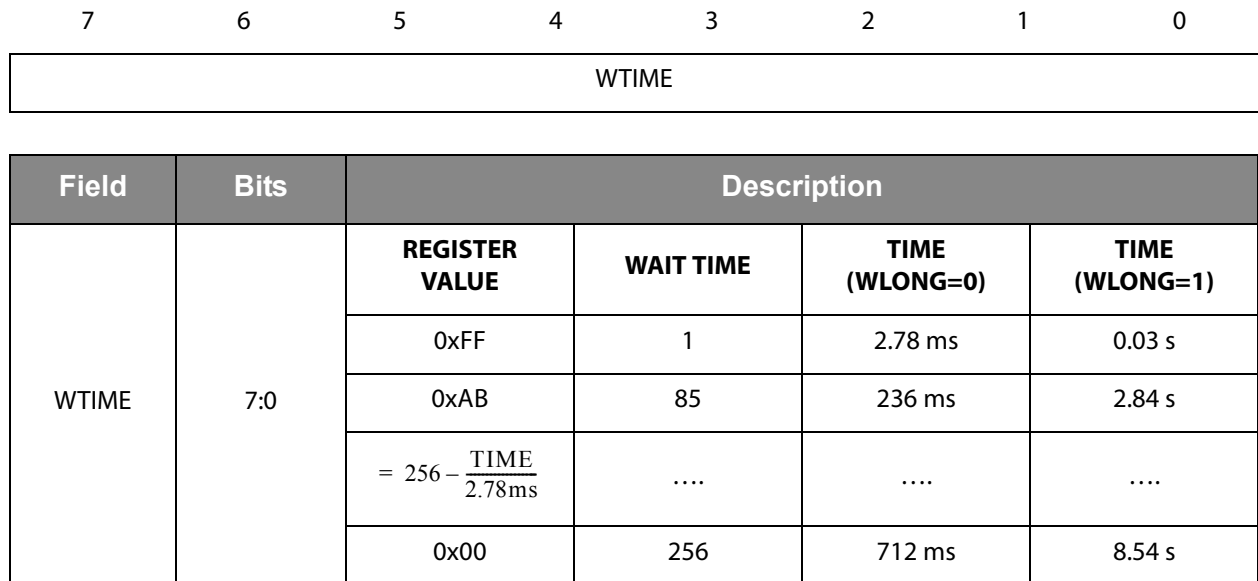 7 6 5 4 3 2 1 0
WTIME
Field Bits Description
REGISTER VALUE WAIT TIME TIME (WLONG=0) TIME (WLONG=1)
0xFF 1 2.78 ms 0.03 s
WTIME 7:0 0xAB 85 236 ms 2.84 s
= 256 – TIME / 2.78ms …. …. ….
0x00 256 712 ms 8.54 s